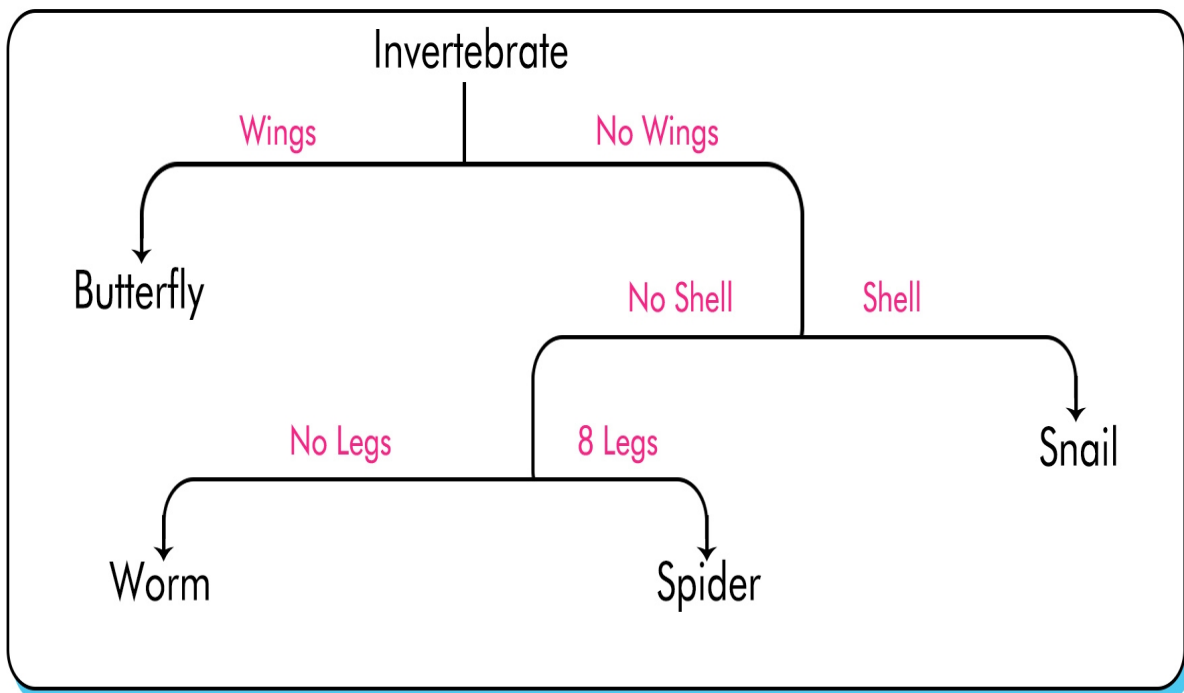 Invertebrate
Wings
No Wings
Butterfly
No Shell
Shell
No Legs
8 Legs
Snail
Worm
Spider